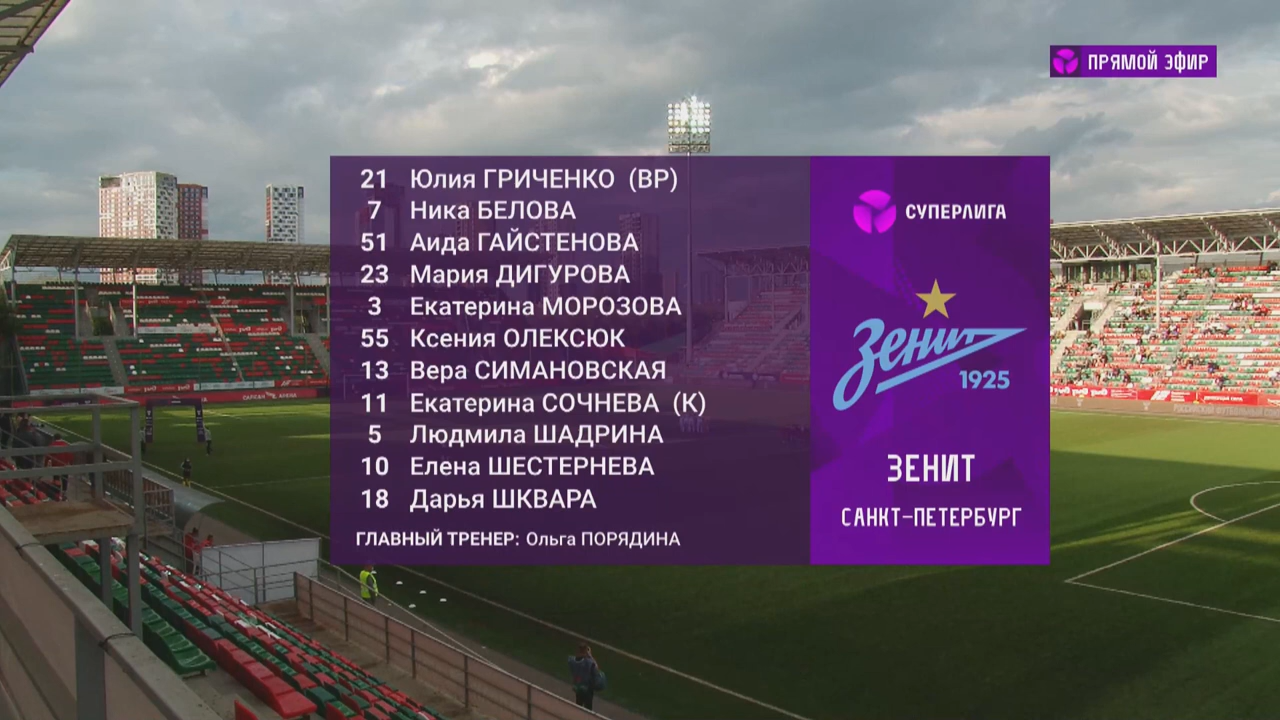 ПРЯМОЙ ЭФИР
21 Юлия ГРИЧЕНКО (ВР)
7 Ника БЕЛОВА
51 Аида ГАЙСТЕНОВА
23 Мария ДИГУРОВА
3 Екатерина МОРОЗОВА
55 Ксения ОЛЕКСЮК
13 Вера СИМАНОВСКАЯ
11 Екатерина СОЧНЕВА (К)
5 Людмила ШАДРИНА
10 Елена ШЕСТЕРНЕВА
18 Дарья ШКВАРА
ГЛАВНЫЙ ТРЕНЕР: Ольга ПОРЯДИНА
СУПЕРЛИГА
Зенит
1925
ЗЕНИТ
САНКТ-ПЕТЕРБУРГ